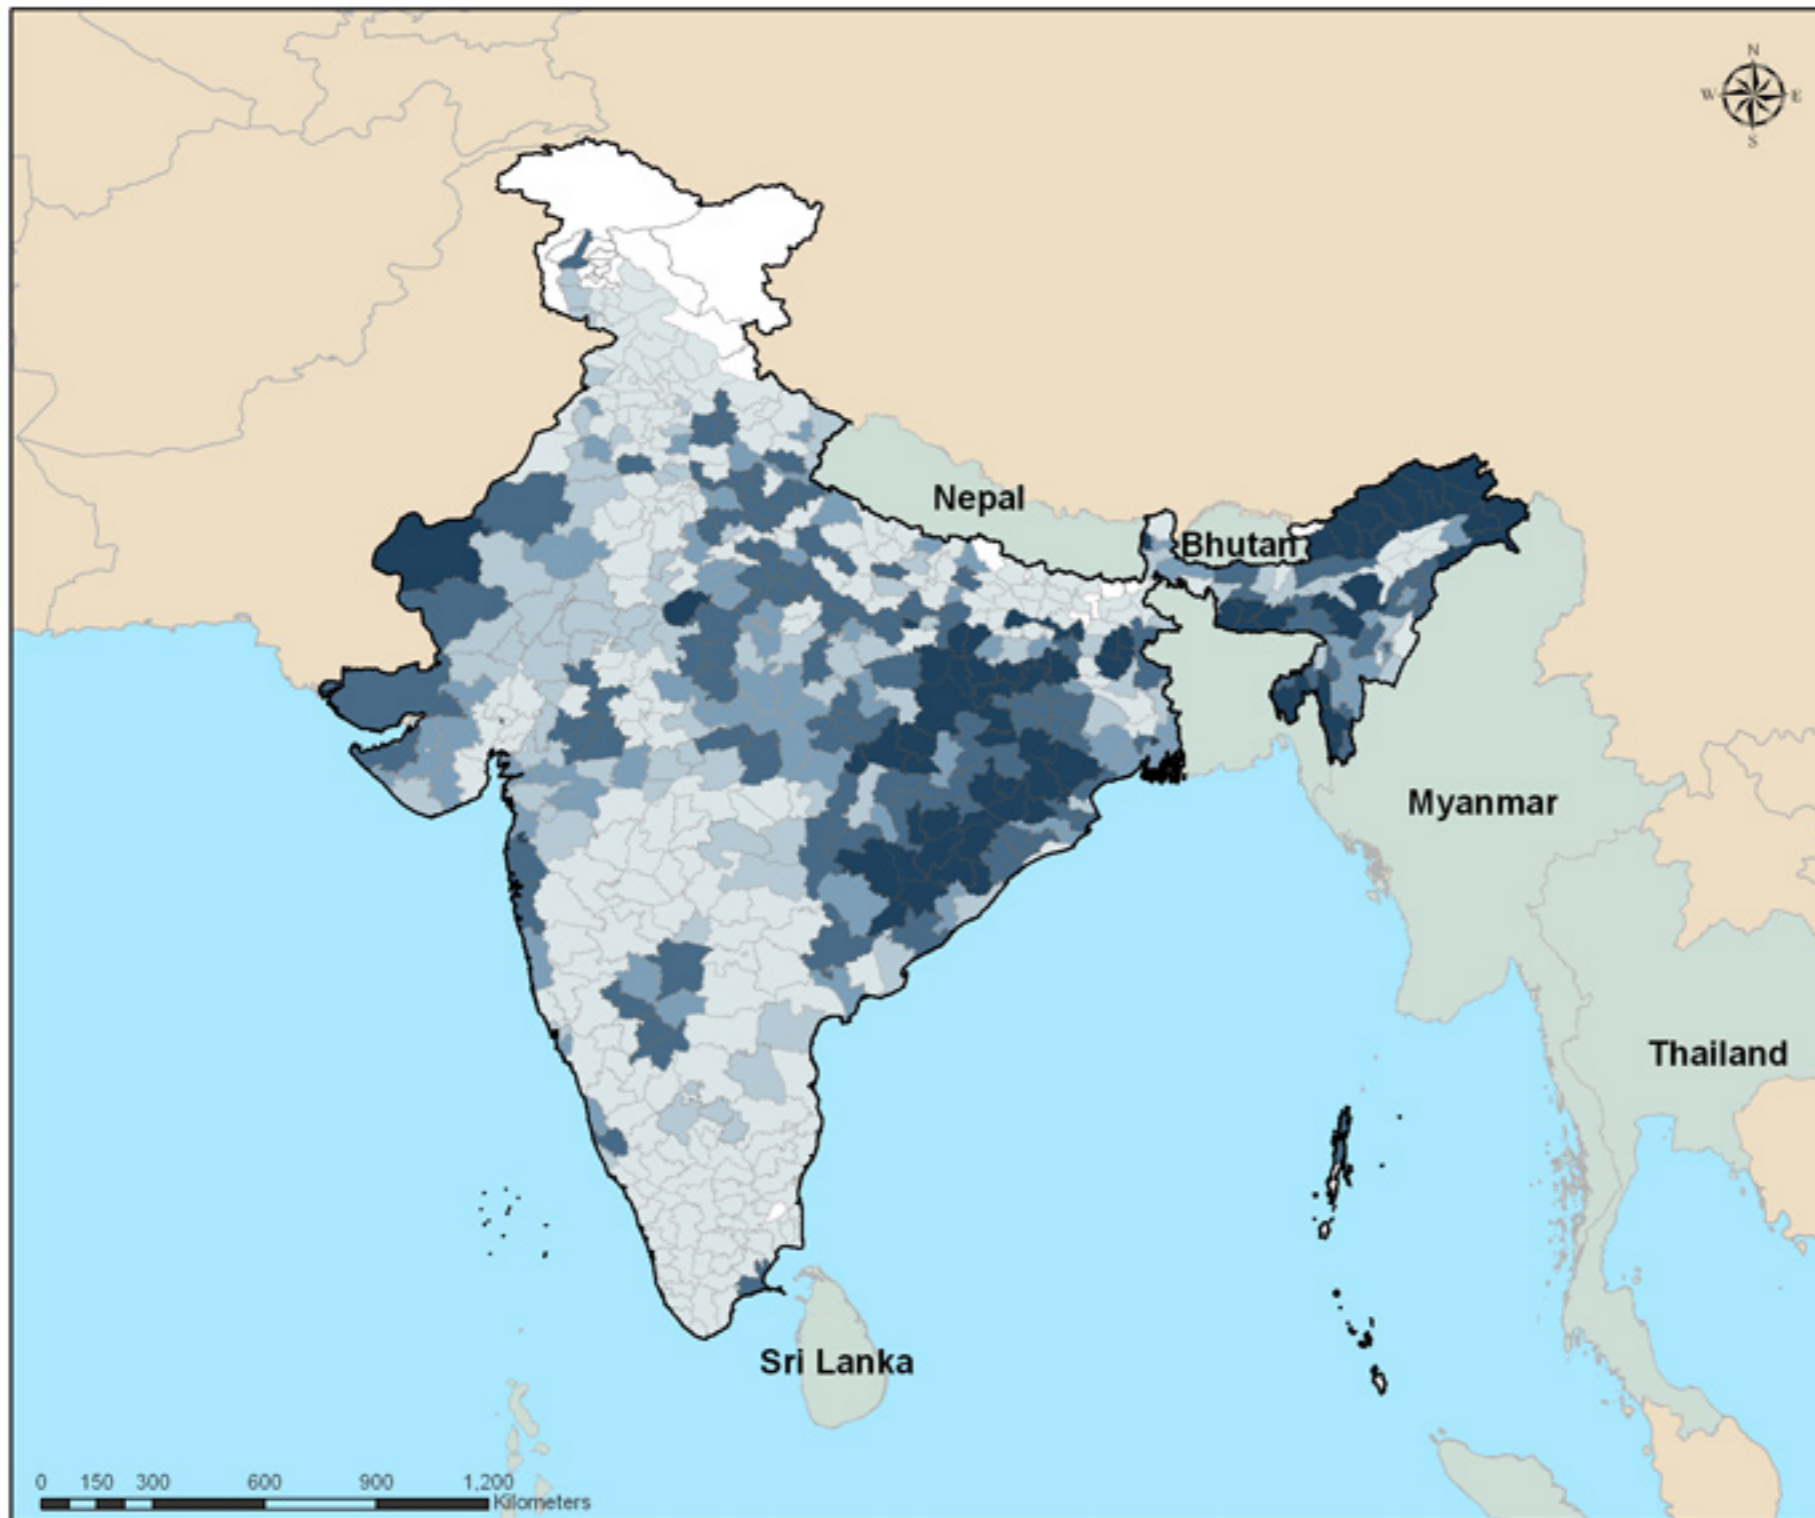 N
W E
S
Nepal
Bhutan
Myanmar
Thailand
Sri Lanka
0 150 300 600 900 1,200
Kilometers